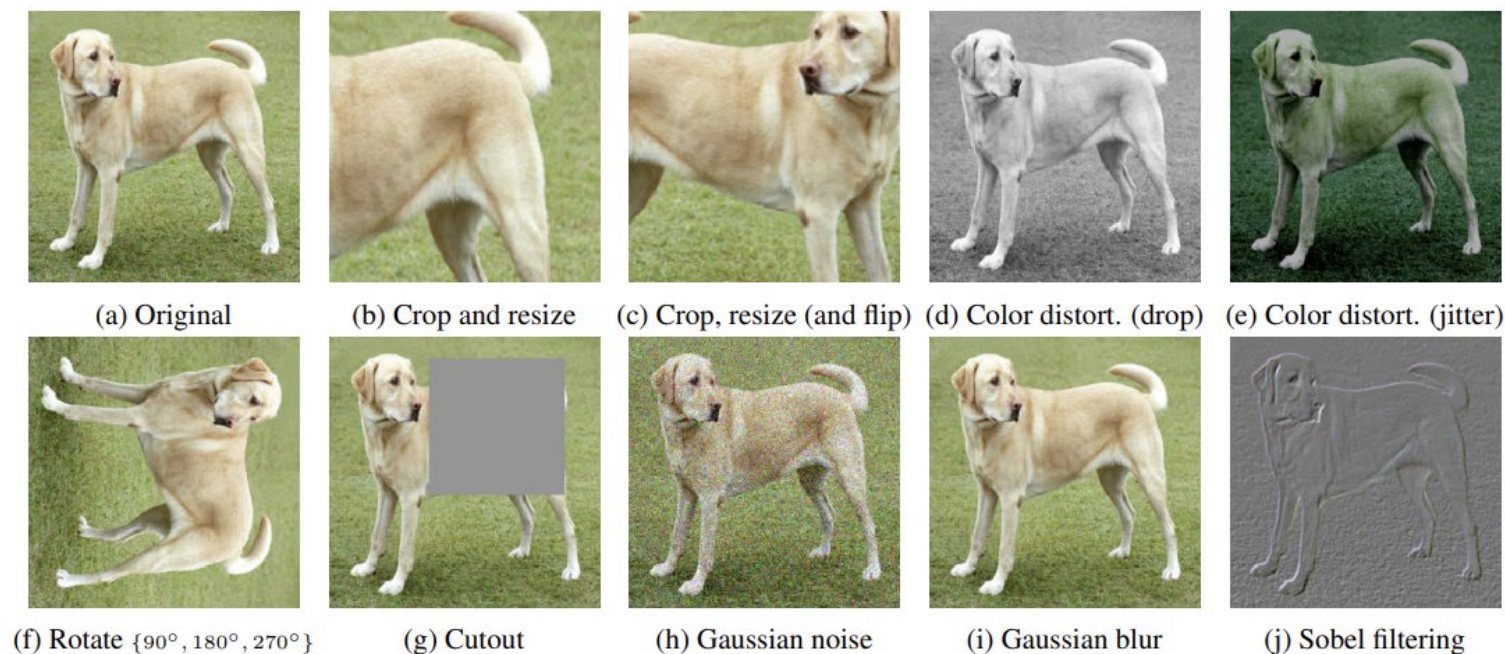 (a) Original
(b) Crop and resize
(c) Crop, resize (and flip)
(d) Color distort. (drop)
(e) Color distort. (jitter)
(f) Rotate {90°, 180°, 270°}
(g) Cutout
(h) Gaussian noise
(i) Gaussian blur
(j) Sobel filtering